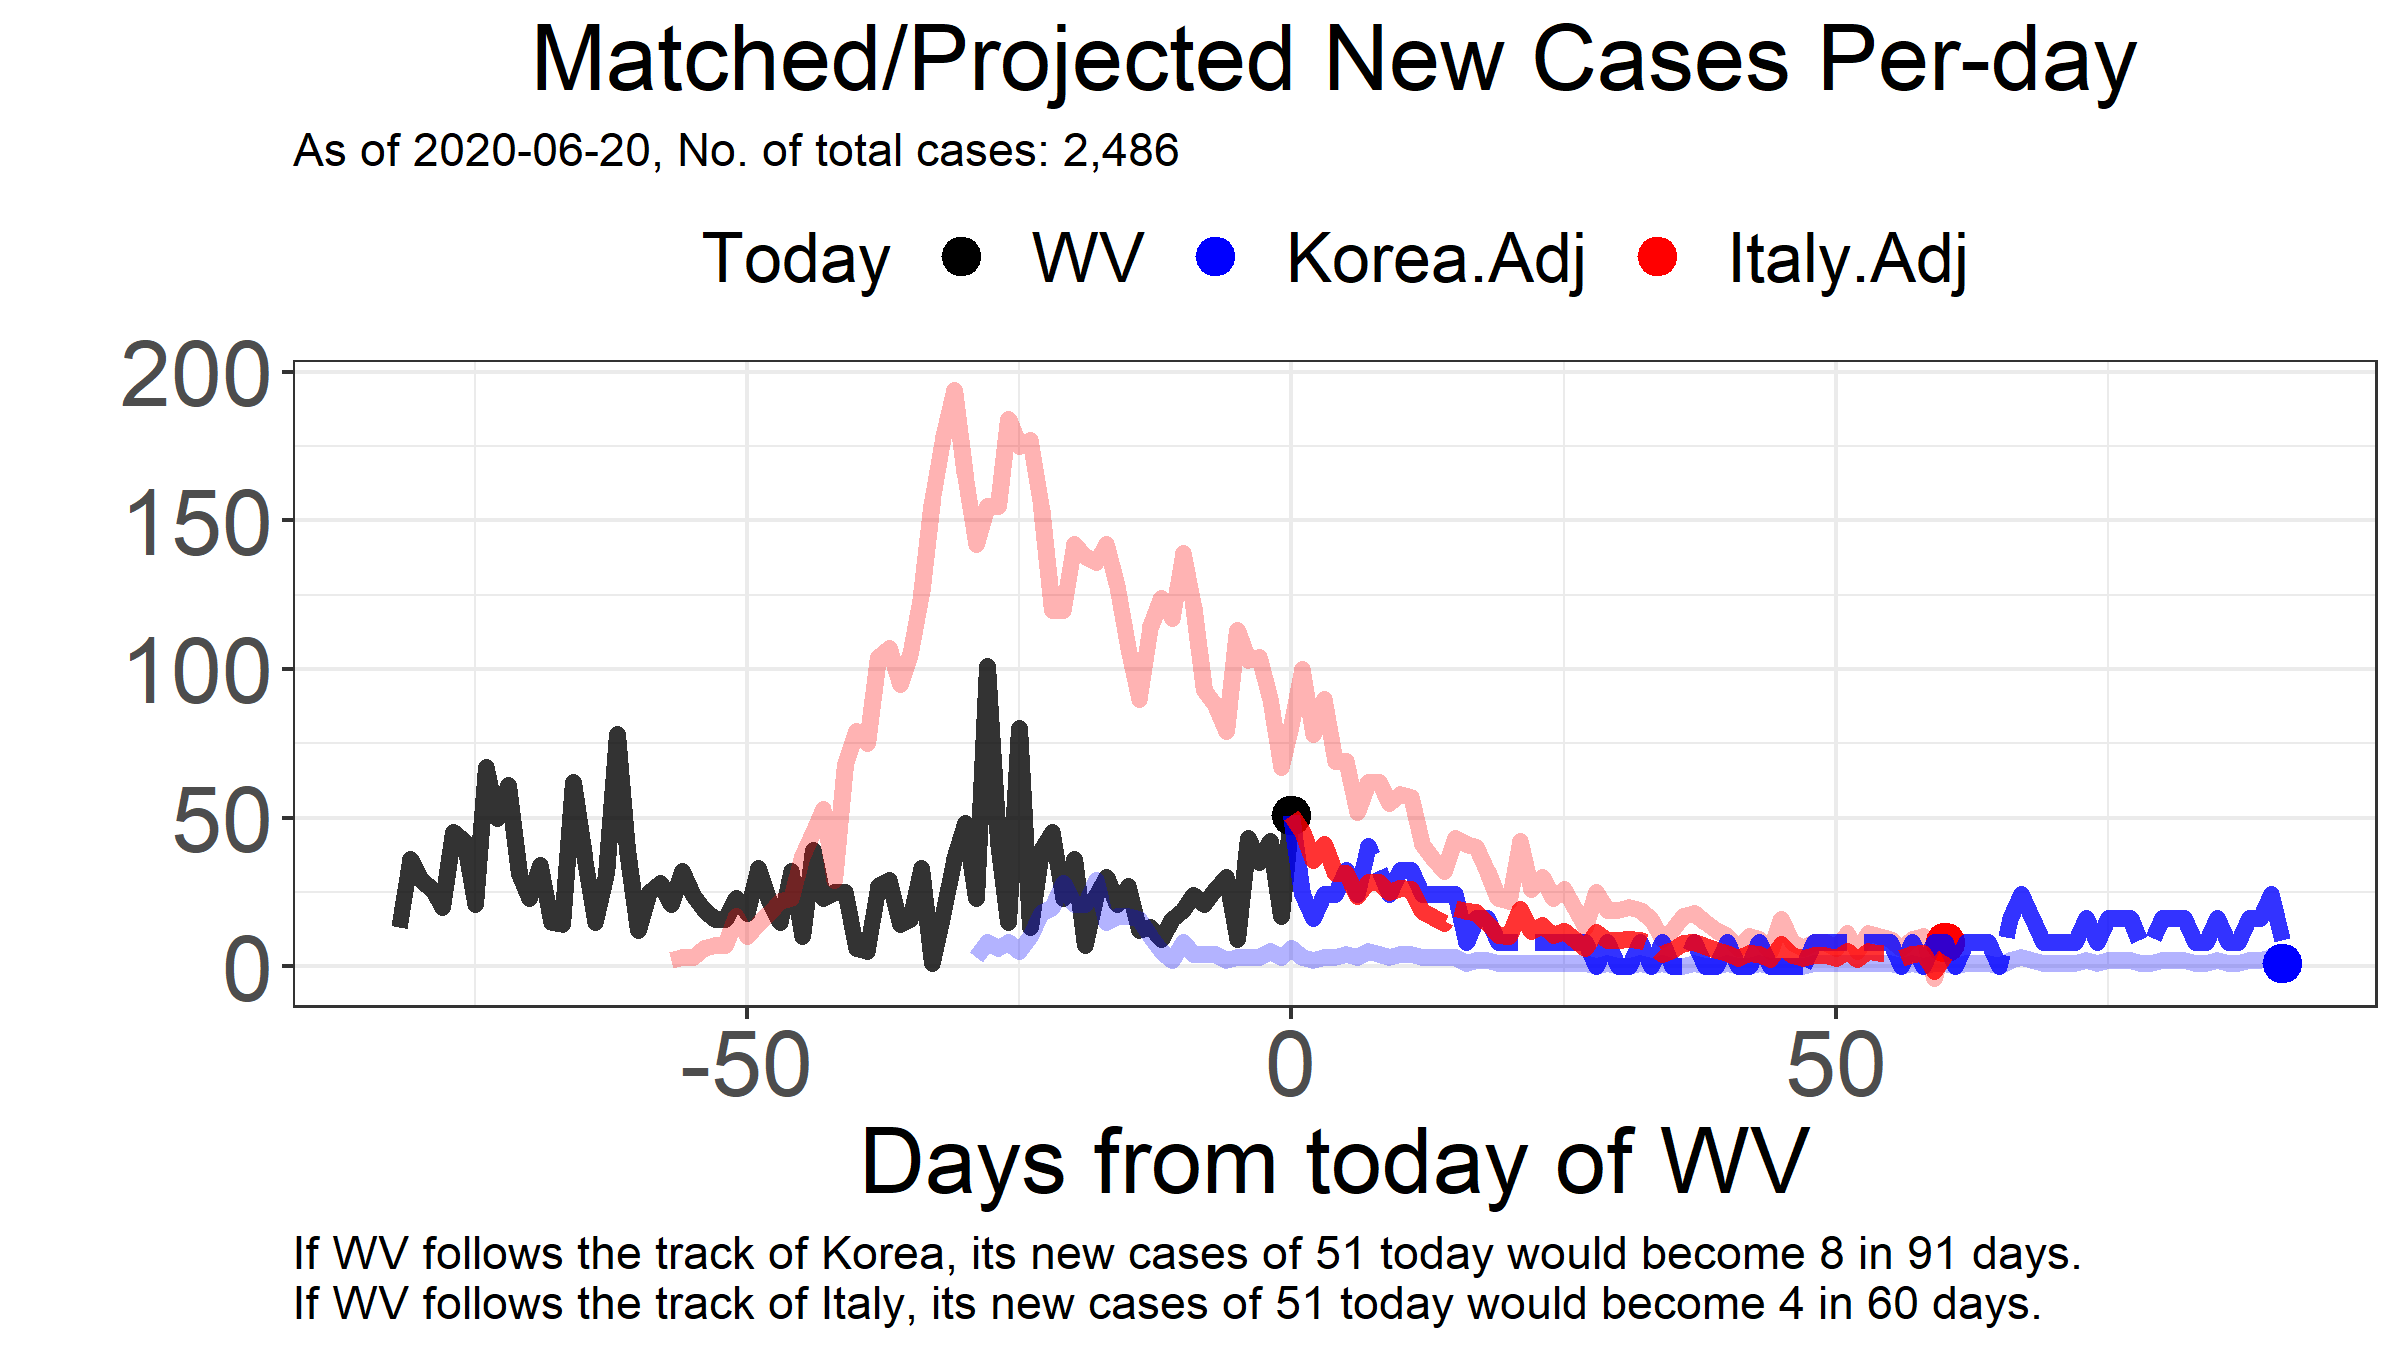 Matched/Projected New Cases Per-day
As of 2020-06-20, No. of total cases: 2,486
Today WV Korea.Adj Italy.Adj
200
150
100
50
0
-50 0 50
Days from today of WV
If WV follows the track of Korea, its new cases of 51 today would become 8 in 91 days.
If WV follows the track of Italy, its new cases of 51 today would become 4 in 60 days.